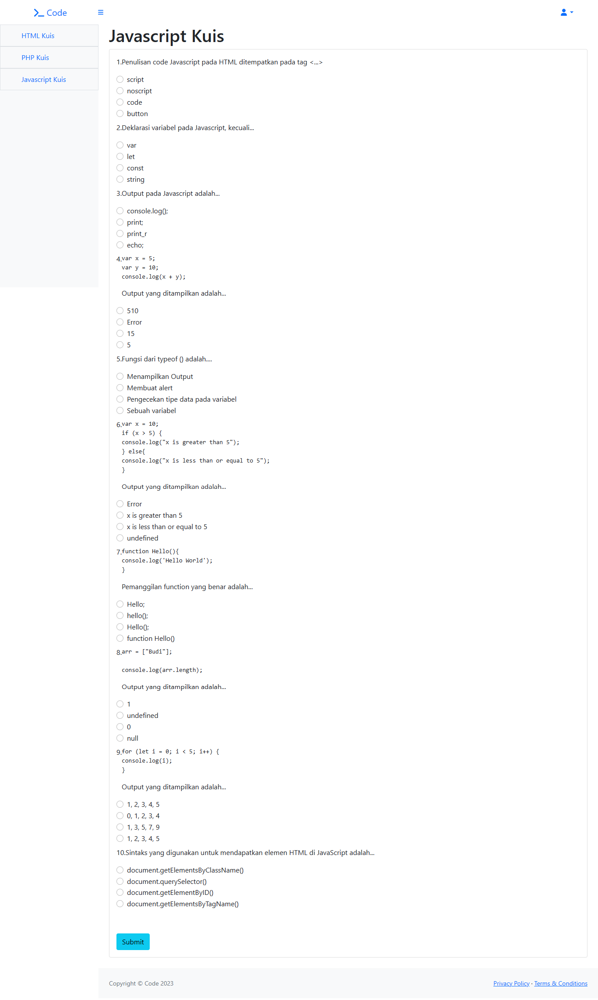 Code
HTML Kuis
PHP Kuis
Javascript Kuis
Javascript Kuis
1.Penulisan code Javascript pada HTML ditempatkan pada tag <...>
script
noscript
code
button
2.Deklarasi variabel pada Javascript, kecuali...
var
let
const
string
3.Output pada Javascript adalah...
console.log();
print;
print_r
echo;
4.var x = 5;
var y = 10;
console.log(x + y);
Output yang ditampilkan adalah...
510
Error
15
5
5.Fungsi dari typeof () adalah....
Menampilkan Output
Membuat alert
Pengecekan tipe data pada variabel
Sebuah variabel
6.var x = 10;
if (x > 5) {
console.log("x is greater than 5");
} else{
console.log("x is less than or equal to 5");
}
Output yang ditampilkan adalah...
Error
x is greater than 5
x is less than or equal to 5
undefined
7.function Hello(){
console.log('Hello World');
}
Pemanggilan function yang benar adalah...
Hello;
hello();
Hello();
function Hello()
8.arr = ["Budi"];
console.log(arr.length);
Output yang ditampilkan adalah...
1
undefined
0
null
9.for (let i = 0; i < 5; i++) {
console.log(i);
}
Output yang ditampilkan adalah...
1, 2, 3, 4, 5
0, 1, 2, 3, 4
1, 3, 5, 7, 9
1, 2, 3, 4, 5
10.Sintaks yang digunakan untuk mendapatkan elemen HTML di JavaScript adalah...
document.getElementsByClassName()
document.querySelector()
document.getElementByID()
document.getElementsByTagName()
Submit
Copyright © Code 2023
Privacy Policy · Terms & Conditions